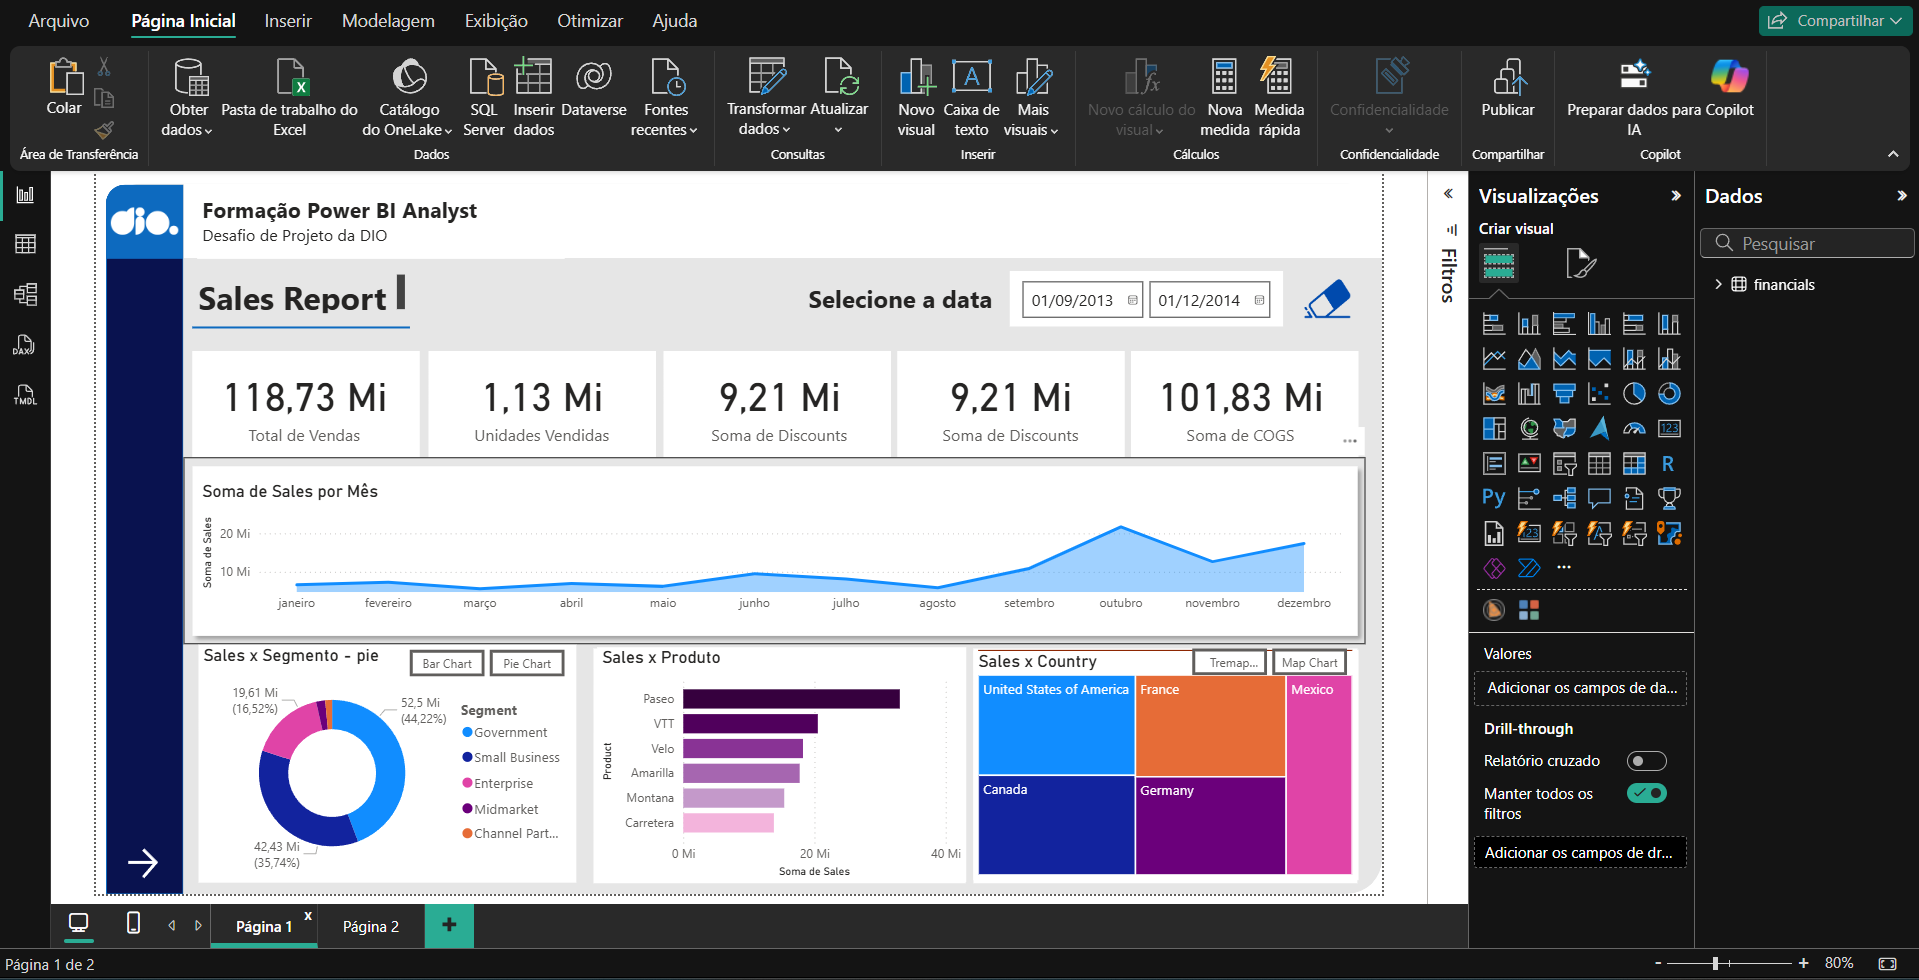 Arquivo
Página Inicial
Inserir
Modelagem
Exibição
Otimizar
Ajuda
Compartilhar
Colar
Área de Transferência
Obter
dados
Pasta de trabalho do
Excel
Catálogo
do OneLake
SQL
Server
Inserir
dados
Dataverse
Fontes
recentes
Dados
Transformar
dados
Atualizar
Consultas
Novo
visual
Caixa de
texto
Mais
visuais
Inserir
Novo cálculo do
visual
Nova
medida
Medida
rápida
Cálculos
Confidencialidade
Confidencialidade
Publicar
Compartilhar
Preparar dados para
IA
Copilot
Copilot
DAX
TMDL
dio.
Formação Power BI Analyst
Desafio de Projeto da DIO
Sales Report
Selecione a data
01/09/2013
01/12/2014
118,73 Mi
Total de Vendas
1,13 Mi
Unidades Vendidas
9,21 Mi
Soma de Discounts
9,21 Mi
Soma de Discounts
101,83 Mi
Soma de COGS
Soma de Sales por Mês
Soma de Sales
20 Mi
10 Mi
janeiro
fevereiro
março
abril
maio
junho
julho
agosto
setembro
outubro
novembro
dezembro
Sales x Segmento - pie
Bar Chart
Pie Chart
19,61 Mi
(16,52%)
52,5 Mi
(44,22%)
42,43 Mi
(35,74%)
Segment
Government
Small Business
Enterprise
Midmarket
Channel Part...
Sales x Produto
Product
Paseo
VTT
Velo
Amarilla
Montana
Carretera
0 Mi
20 Mi
40 Mi
Soma de Sales
Sales x Country
Tremap...
Map Chart
United States of America
France
Mexico
Canada
Germany
Filtros
Visualizações
Criar visual
123
R
Py
123
Valores
Adicionar os campos de da...
Drill-through
Relatório cruzado
Manter todos os
filtros
Adicionar os campos de dr...
Dados
Pesquisar
financials
Página 1
x
Página 2
+
Página 1 de 2
-
+
80%